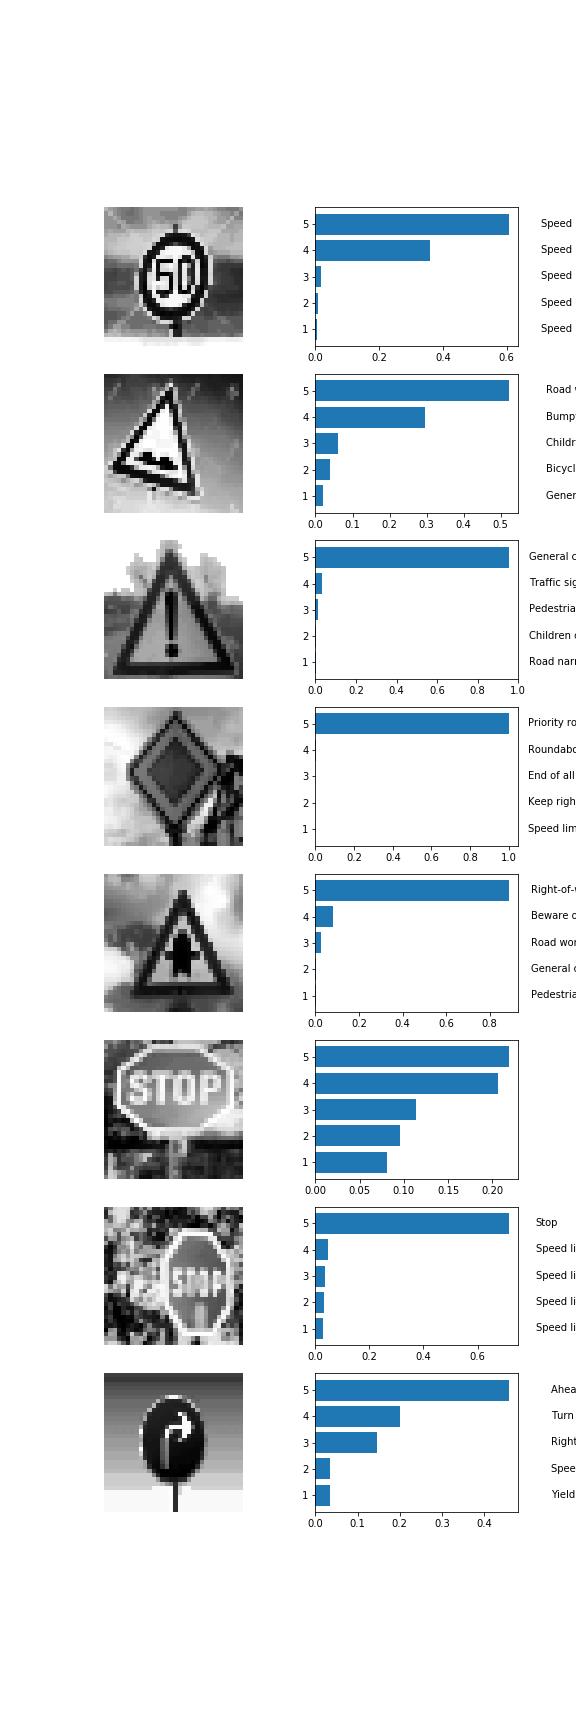 50
5 Speed
4 Speed
3 Speed
2 Speed
1 Speed
0.0 0.2 0.4 0.6
5 Road
4 Bump
3 Childr
2 Bicycl
1 Gener
0.0 0.1 0.2 0.3 0.4 0.5
5 General c
4 Traffic sig
3 Pedestria
2 Children
1 Road narr
0.0 0.2 0.4 0.6 0.8 1.0
5 Priority ro
4 Roundabo
3 End of all
2 Keep righ
1 Speed lim
0.0 0.2 0.4 0.6 0.8 1.0
5 Right-of-
4 Beware o
3 Road wor
2 General c
1 Pedestria
0.0 0.2 0.4 0.6 0.8
STOP
5
4
3
2
1
0.00 0.05 0.10 0.15 0.20
STOP
5 Stop
4 Speed li
3 Speed li
2 Speed li
1 Speed li
0.0 0.2 0.4 0.6
5 Ahea
4 Turn
3 Right
2 Spee
1 Yield
0.0 0.1 0.2 0.3 0.4